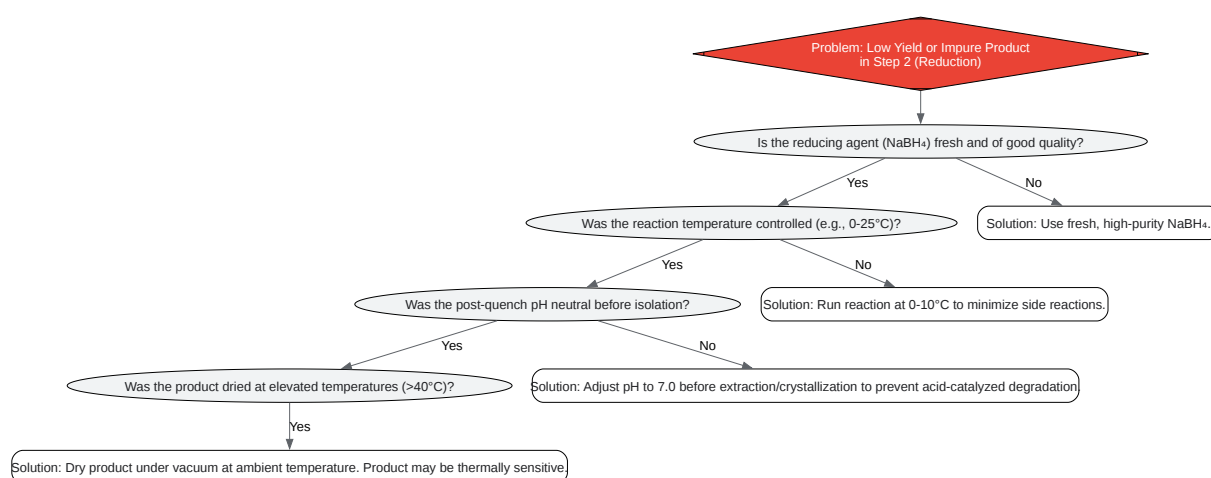 Problem: Low Yield or Impure Product
in Step 2 (Reduction)
Is the reducing agent (NaBH₄) fresh and of good quality?
Yes
No
Was the reaction temperature controlled (e.g., 0-25°C)?
Solution: Use fresh, high-purity NaBH₄.
Yes
No
Was the post-quench pH neutral before isolation?
Solution: Run reaction at 0-10°C to minimize side reactions.
Yes
No
Was the product dried at elevated temperatures (>40°C)?
Solution: Adjust pH to 7.0 before extraction/crystallization to prevent acid-catalyzed degradation.
Yes
Solution: Dry product under vacuum at ambient temperature. Product may be thermally sensitive.